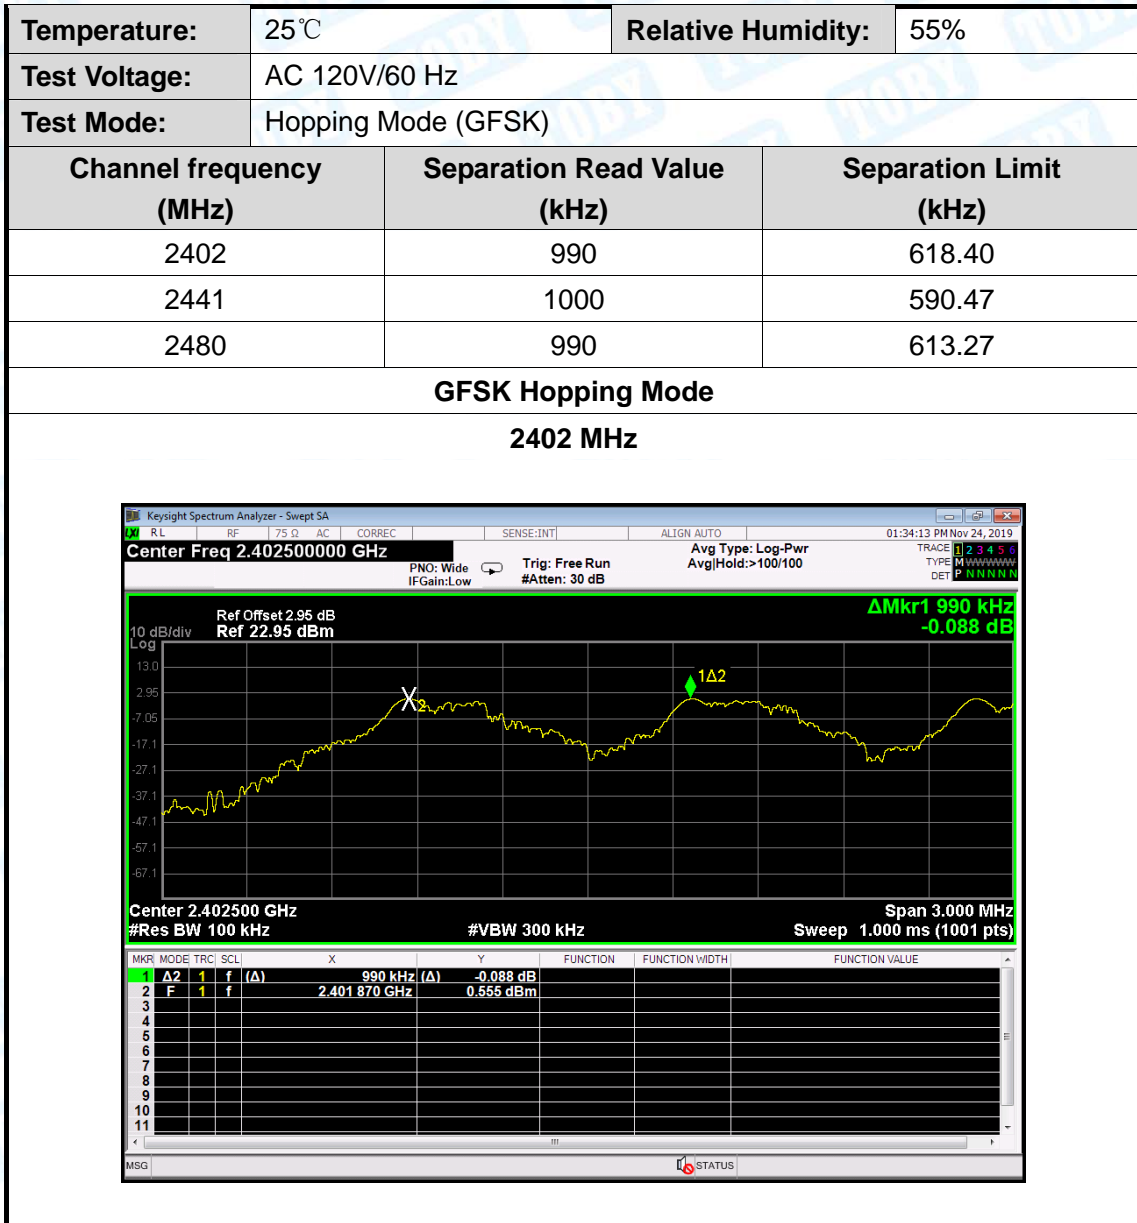 Temperature: 25℃ Relative Humidity: 55%
Test Voltage: AC 120V/60 Hz
Test Mode: Hopping Mode (GFSK)
Channel frequency (MHz) Separation Read Value (kHz) Separation Limit (kHz)
2402 990 618.40
2441 1000 590.47
2480 990 613.27
GFSK Hopping Mode
2402 MHz
Keysight Spectrum Analyzer - Swept SA
LXI RL RF 75 Ω AC CORREC SENSE:INT ALIGN AUTO 01:34:13 PM Nov 24, 2019
Center Freq 2.402500000 GHz
PNO: Wide
IFGain:Low
Trig: Free Run
#Atten: 30 dB
Avg Type: Log-Pwr
Avg|Hold:>100/100
TRACE 1 2 3 4 5 6
TYPE M WWWWW
DET P N N N N N
ΔMkr1 990 kHz
-0.088 dB
Ref Offset 2.95 dB
10 dB/div Ref 22.95 dBm
Log
13.0
2.95
-7.05
-17.1
-27.1
-37.1
-47.1
-57.1
-67.1
X2
1Δ2
Center 2.402500 GHz Span 3.000 MHz
#Res BW 100 kHz #VBW 300 kHz Sweep 1.000 ms (1001 pts)
MKR MODE TRC SCL X Y FUNCTION FUNCTION WIDTH FUNCTION VALUE
1 Δ2 1 f (Δ) 990 kHz (Δ) -0.088 dB
2 F 1 f 2.401 870 GHz 0.555 dBm
3
4
5
6
7
8
9
10
11
MSG STATUS
TOBY